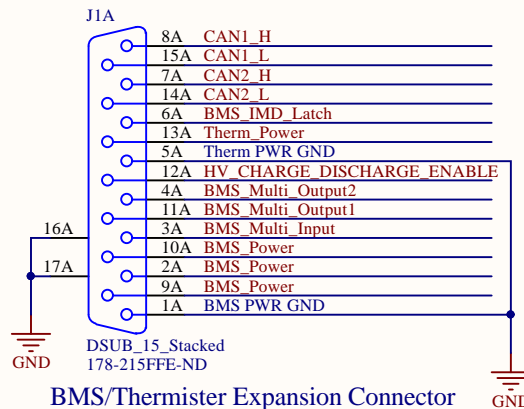 J1A
8A CAN1_H
15A CAN1_L
7A CAN2_H
14A CAN2_L
6A BMS_IMD_Latch
13A Therm_Power
5A Therm PWR GND
12A HV_CHARGE_DISCHARGE_ENABLE
4A BMS_Multi_Output2
11A BMS_Multi_Output1
16A 3A BMS_Multi_Input
10A BMS_Power
17A 2A BMS_Power
9A BMS_Power
1A BMS PWR GND
DSUB_15_Stacked
GND 178-215FFE-ND
BMS/Thermister Expansion Connector
GND